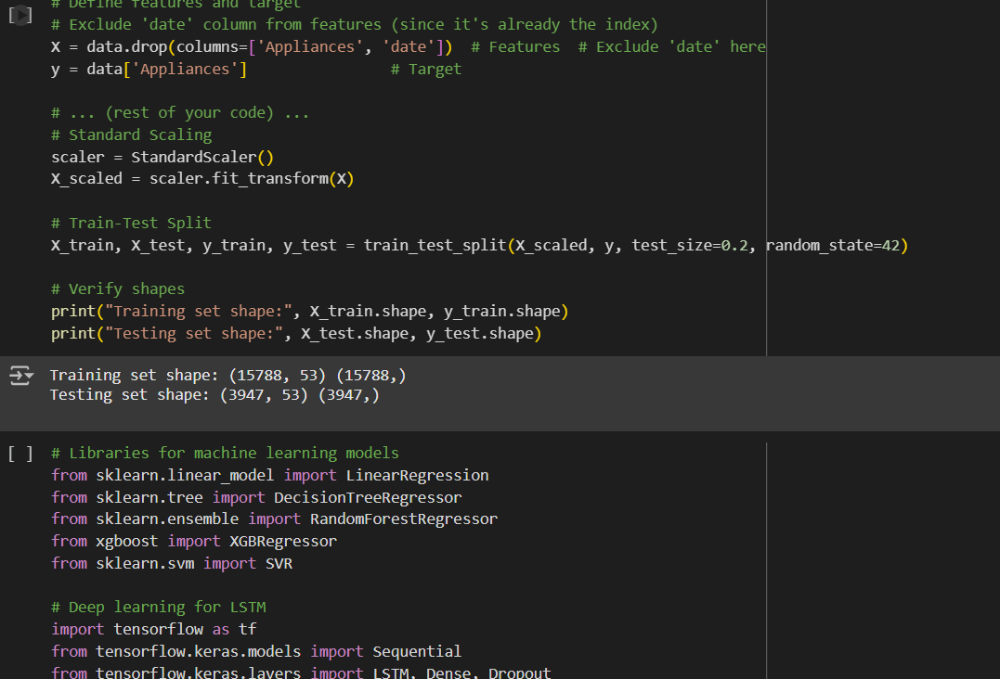 # Define features and target
# Exclude 'date' column from features (since it's already the index)
X = data.drop(columns=['Appliances', 'date'])  # Features  # Exclude 'date' here
y = data['Appliances']                # Target
# ... (rest of your code) ...
# Standard Scaling
scaler = StandardScaler()
X_scaled = scaler.fit_transform(X)
# Train-Test Split
X_train, X_test, y_train, y_test = train_test_split(X_scaled, y, test_size=0.2, random_state=42)
# Verify shapes
print("Training set shape:", X_train.shape, y_train.shape)
print("Testing set shape:", X_test.shape, y_test.shape)
Training set shape: (15788, 53) (15788,)
Testing set shape: (3947, 53) (3947,)
[ ] # Libraries for machine learning models
from sklearn.linear_model import LinearRegression
from sklearn.tree import DecisionTreeRegressor
from sklearn.ensemble import RandomForestRegressor
from xgboost import XGBRegressor
from sklearn.svm import SVR
# Deep learning for LSTM
import tensorflow as tf
from tensorflow.keras.models import Sequential
from tensorflow.keras.layers import LSTM, Dense, Dropout